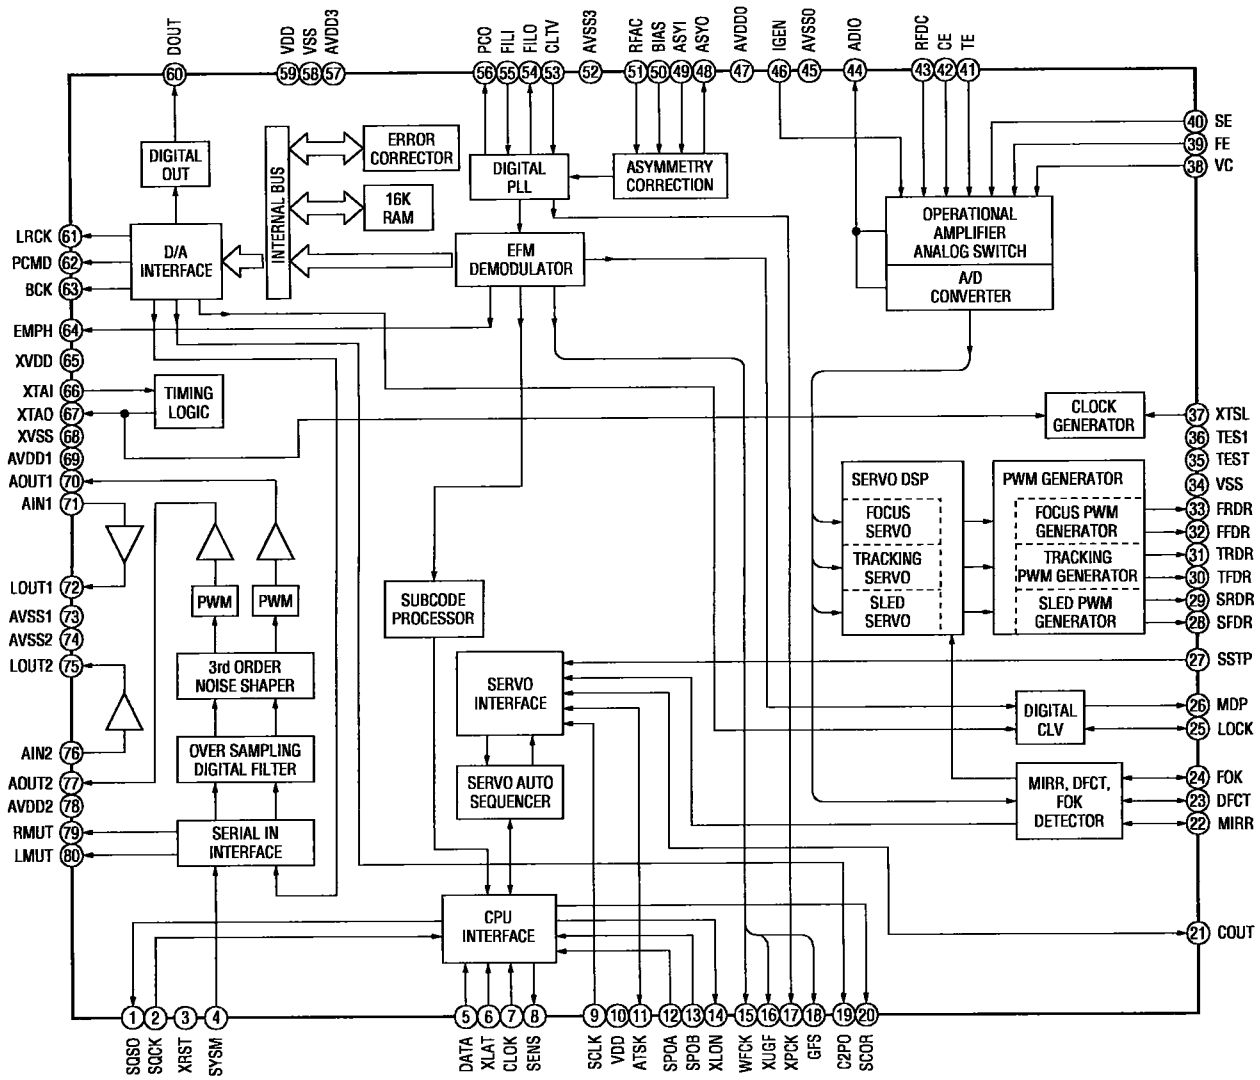 DOUT
VDD
VSS
AVDD3
PCO
FILI
FILO
CLTV
AVSS3
RFAC
BIAS
ASYI
ASYO
AVDD0
IGEN
AVSS0
ADIO
RFDC
CE
TE
60
59
58
57
56
55
54
53
52
51
50
49
48
47
46
45
44
43
42
41
40 SE
39 FE
38 VC
DIGITAL
OUT
INTERNAL BUS
ERROR
CORRECTOR
16K
RAM
DIGITAL
PLL
ASYMMETRY
CORRECTION
OPERATIONAL
AMPLIFIER
ANALOG SWITCH
A/D
CONVERTER
LRCK 61
PCMD 62
BCK 63
D/A
INTERFACE
EFM
DEMODULATOR
EMPH 64
XVDD 65
XTAI 66
XTAO 67
XVSS 68
AVDD1 69
AOUT1 70
AIN1 71
TIMING
LOGIC
CLOCK
GENERATOR
37 XTSL
36 TES1
35 TEST
34 VSS
33 FRDR
32 FFDR
31 TRDR
30 TFDR
29 SRDR
28 SFDR
SERVO DSP
FOCUS
SERVO
TRACKING
SERVO
SLED
SERVO
PWM GENERATOR
FOCUS PWM
GENERATOR
TRACKING
PWM GENERATOR
SLED PWM
GENERATOR
LOUT1 72
AVSS1 73
AVSS2 74
LOUT2 75
PWM
PWM
SUBCODE
PROCESSOR
3rd ORDER
NOISE SHAPER
SERVO
INTERFACE
27 SSTP
26 MDP
25 LOCK
DIGITAL
CLV
AIN2 76
AOUT2 77
AVDD2 78
RMUT 79
LMUT 80
OVER SAMPLING
DIGITAL FILTER
SERVO AUTO
SEQUENCER
MIRR, DFCT,
FOK
DETECTOR
24 FOK
23 DFCT
22 MIRR
SERIAL IN
INTERFACE
CPU
INTERFACE
21 COUT
1
2
3
4
5
6
7
8
9
10
11
12
13
14
15
16
17
18
19
20
SQSO
SQCK
XRST
SYSM
DATA
XLAT
CLOK
SENS
SCLK
VDD
ATSK
SPOA
SPOB
XLON
WFCK
XUGF
XPCK
GFS
C2PO
SCOR